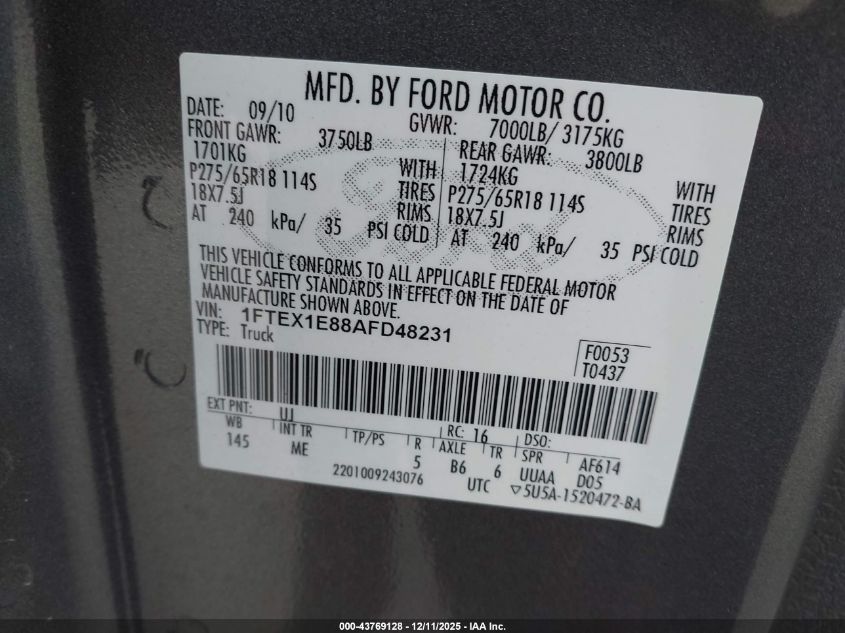 MFD. BY FORD MOTOR CO.
DATE: 09/10 GVWR: 7000LB/ 3175KG
FRONT GAWR: 3750LB REAR GAWR: 3800LB
1701KG WITH 1724KG WITH
P275/65R18 114S TIRES P275/65R18 114S TIRES
18X7.5J RIMS 18X7.5J RIMS
AT 240 kPa/ 35 PSI COLD AT 240 kPa/ 35 PSI COLD
THIS VEHICLE CONFORMS TO ALL APPLICABLE FEDERAL MOTOR
VEHICLE SAFETY STANDARDS IN EFFECT ON THE DATE OF
MANUFACTURE SHOWN ABOVE.
VIN: 1FTEX1E88AFD48231
TYPE: Truck
F0053
T0437
EXT PNT: UJ RC: 16 DSO:
WB INT TR TP/PS R AXLE TR SPR AF614
145 ME 5 B6 6 UUAA D05
2201009243076 UTC ▽5U5A-1520472-BA
Ford
200-43769128 - 12/11/2025 - IAA Inc.